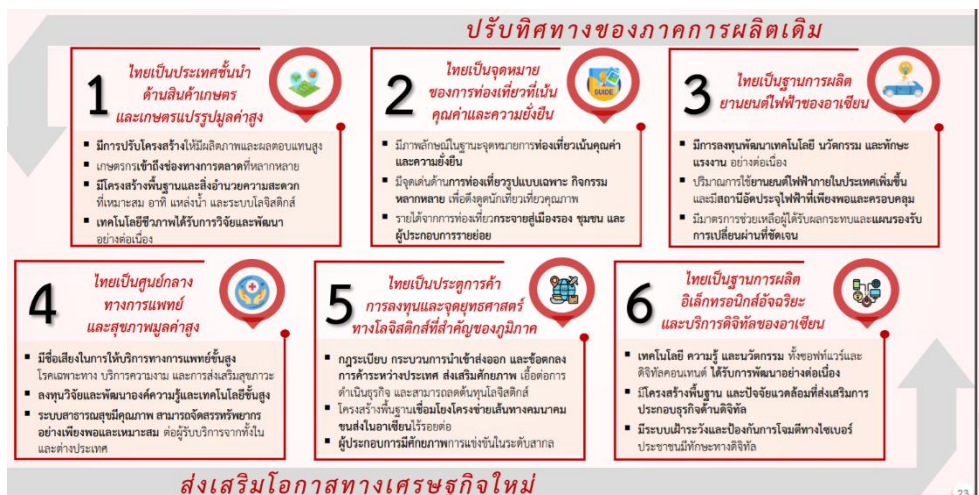 ปรับทิศทางของภาคการผลิตเดิม
1
ไทยเป็นประเทศชั้นนำ
ด้านสินค้าเกษตร
และเกษตรแปรรูปมูลค่าสูง
▪ มีการปรับโครงสร้างให้มีผลิตภาพและผลตอบแทนสูง
▪ เกษตรกรเข้าถึงช่องทางการตลาดที่หลากหลาย
▪ มีโครงสร้างพื้นฐานและสิ่งอำนวยความสะดวก
ที่เหมาะสม อาทิ แหล่งน้ำ และระบบโลจิสติกส์
▪ เทคโนโลยีชีวภาพได้รับการวิจัยและพัฒนา
อย่างต่อเนื่อง
2
ไทยเป็นจุดหมาย
ของการท่องเที่ยวที่เน้น
คุณค่าและความยั่งยืน
GUIDE
▪ มีภาพลักษณ์ในฐานะจุดหมายการท่องเที่ยวเน้นคุณค่า
และความยั่งยืน
▪ มีจุดเด่นด้านการท่องเที่ยวรูปแบบเฉพาะ กิจกรรม
หลากหลาย เพื่อดึงดูดนักเที่ยวเที่ยวคุณภาพ
▪ รายได้จากการท่องเที่ยวกระจายสู่เมืองรอง ชุมชน และ
ผู้ประกอบการรายย่อย
3
ไทยเป็นฐานการผลิต
ยานยนต์ไฟฟ้าของอาเซียน
▪ มีการลงทุนพัฒนาเทคโนโลยี นวัตกรรม และทักษะ
แรงงาน อย่างต่อเนื่อง
▪ ปริมาณการใช้ยานยนต์ไฟฟ้าภายในประเทศเพิ่มขึ้น
และมีสถานีอัดประจุไฟฟ้าที่เพียงพอและครอบคลุม
▪ มีมาตรการช่วยเหลือผู้ได้รับผลกระทบและแผนรองรับ
การเปลี่ยนผ่านที่ชัดเจน
4
ไทยเป็นศูนย์กลาง
ทางการแพทย์
และสุขภาพมูลค่าสูง
▪ มีชื่อเสียงในการให้บริการทางการแพทย์ขั้นสูง
โรคเฉพาะทาง บริการความงาม และการส่งเสริมสุขภาวะ
▪ ลงทุนวิจัยและพัฒนาองค์ความรู้และเทคโนโลยีขั้นสูง
▪ ระบบสาธารณสุขมีคุณภาพ สามารถจัดสรรทรัพยากร
อย่างเพียงพอและเหมาะสม ต่อผู้รับบริการจากทั้งใน
และต่างประเทศ
5
ไทยเป็นประตูการค้า
การลงทุนและจุดยุทธศาสตร์
ทางโลจิสติกส์ที่สำคัญของภูมิภาค
▪ กฎระเบียบ กระบวนการนำเข้าส่งออก และข้อตกลง
การค้าระหว่างประเทศ ส่งเสริมศักยภาพ เอื้อต่อการ
ดำเนินธุรกิจ และสามารถลดต้นทุนโลจิสติกส์
▪ โครงสร้างพื้นฐานเชื่อมโยงโครงข่ายเส้นทางคมนาคม
ขนส่งในอาเซียนไร้รอยต่อ
▪ ผู้ประกอบการมีศักยภาพการแข่งขันในระดับสากล
6
ไทยเป็นฐานการผลิต
อิเล็กทรอนิกส์อัจฉริยะ
และบริการดิจิทัลของอาเซียน
▪ เทคโนโลยี ความรู้ และนวัตกรรม ทั้งซอฟท์แวร์และ
ดิจิทัลคอนเทนต์ ได้รับการพัฒนาอย่างต่อเนื่อง
▪ มีโครงสร้างพื้นฐาน และปัจจัยแวดล้อมที่ส่งเสริมการ
ประกอบธุรกิจด้านดิจิทัล
▪ มีระบบเฝ้าระวังและป้องกันการโจมตีทางไซเบอร์
ประชาชนมีทักษะทางดิจิทัล
ส่งเสริมโอกาสทางเศรษฐกิจใหม่
23